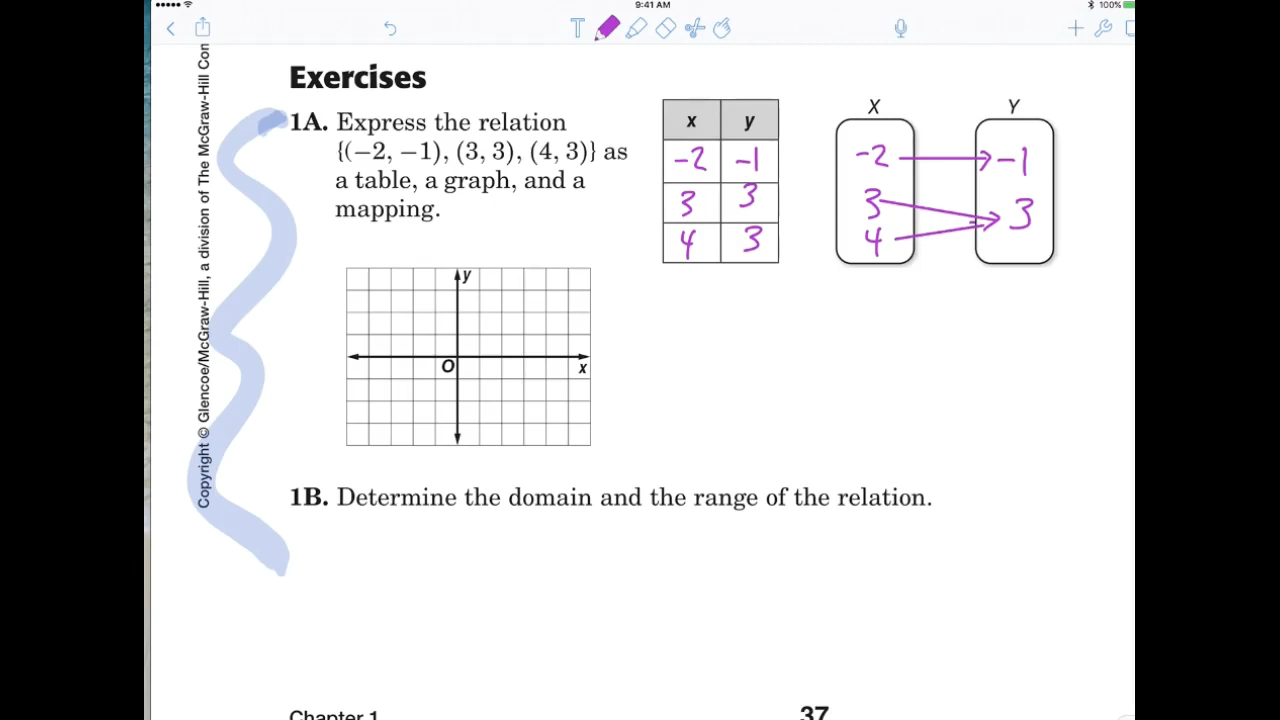 9:41 AM
100%
T
Exercises
1A. Express the relation
{(−2, −1), (3, 3), (4, 3)} as
a table, a graph, and a
mapping.
x y
-2 -1
3 3
4 3
X Y
-2 -1
3 3
4
y
O
x
1B. Determine the domain and the range of the relation.
Copyright © Glencoe/McGraw-Hill, a division of The McGraw-Hill Com
Chapter 1
37